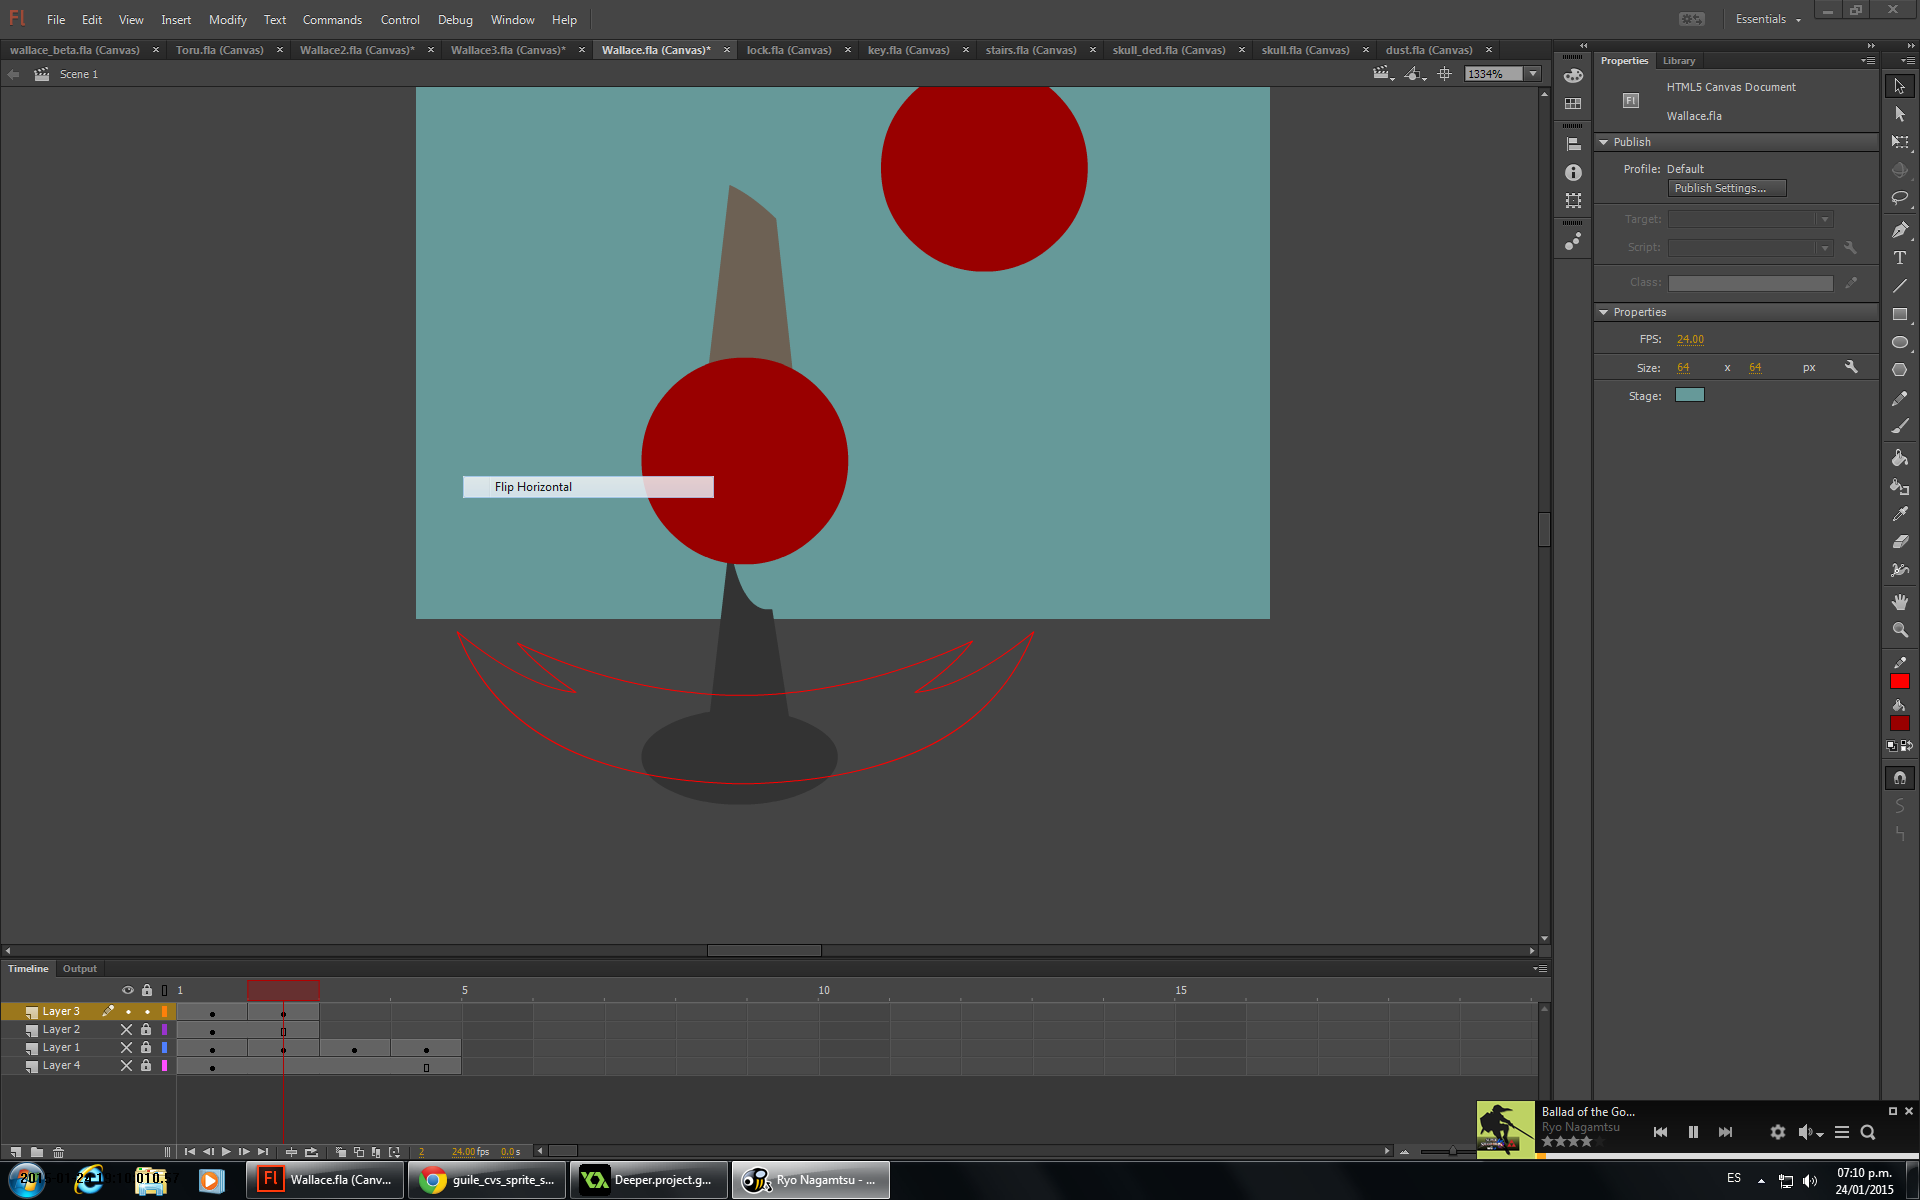 Fl File Edit View Insert Modify Text Commands Control Debug Window Help Essentials
wallace_beta.fla (Canvas) Toru.fla (Canvas) Wallace2.fla (Canvas)* Wallace3.fla (Canvas)* Wallace.fla (Canvas)* lock.fla (Canvas) key.fla (Canvas) stairs.fla (Canvas) skull_ded.fla (Canvas) skull.fla (Canvas) dust.fla (Canvas)
Scene 1 1334%
Properties Library
HTML5 Canvas Document
Fl
Wallace.fla
Publish
Profile: Default
Publish Settings...
Target:
Script:
Class:
Properties
FPS: 24.00
Size: 64 x 64 px
Stage:
Flip Horizontal
Timeline Output
1 5 10 15
Layer 3
Layer 2
Layer 1
Layer 4
2 24.00 fps 0.0 s
Ballad of the Go...
Ryo Nagamtsu
Fl Wallace.fla (Canv...
guile_cvs_sprite_s...
Deeper.project.g...
Ryo Nagamtsu - ...
ES
07:10 p.m.
24/01/2015